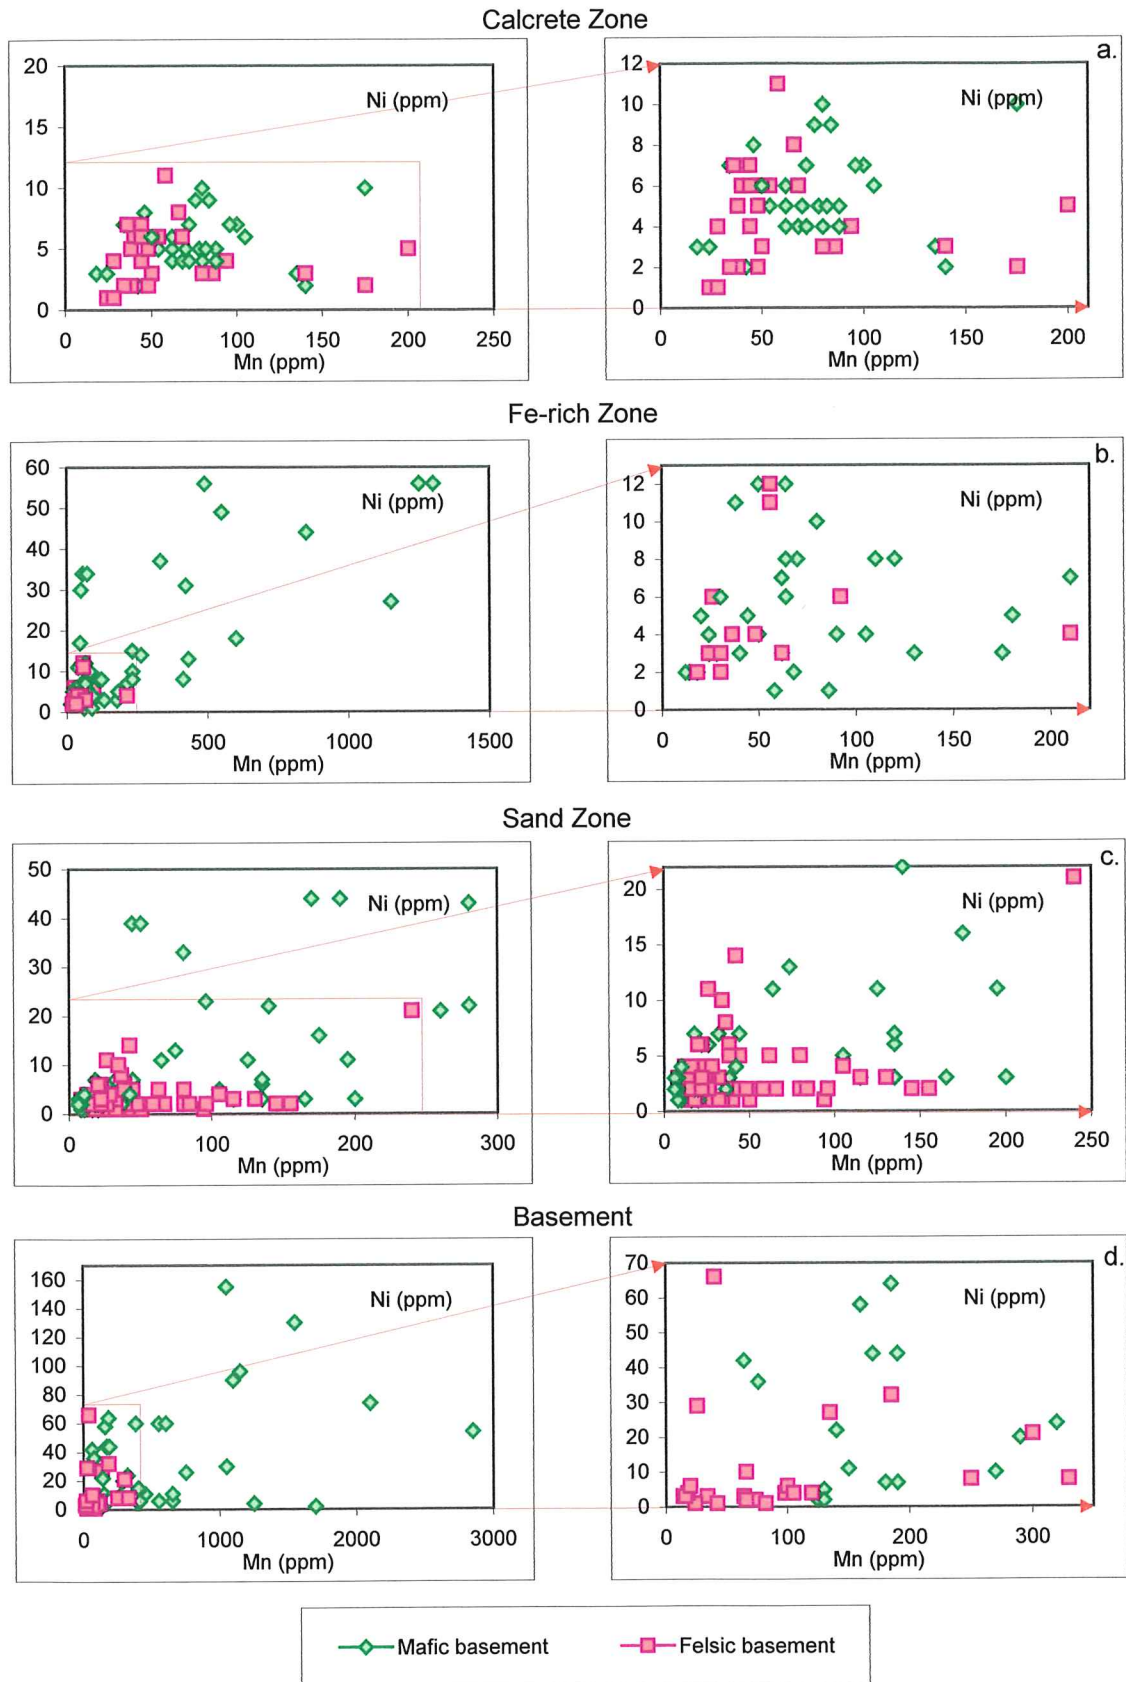 Calcrete Zone
a.
20
15
10
5
0
Ni (ppm)
0 50 100 150 200 250
Mn (ppm)
12
10
8
6
4
2
0
Ni (ppm)
0 50 100 150 200
Mn (ppm)
Fe-rich Zone
b.
60
50
40
30
20
10
0
Ni (ppm)
0 500 1000 1500
Mn (ppm)
12
10
8
6
4
2
0
Ni (ppm)
0 50 100 150 200
Mn (ppm)
Sand Zone
c.
50
40
30
20
10
0
Ni (ppm)
0 100 200 300
Mn (ppm)
20
15
10
5
0
Ni (ppm)
0 50 100 150 200 250
Mn (ppm)
Basement
d.
160
140
120
100
80
60
40
20
0
Ni (ppm)
0 1000 2000 3000
Mn (ppm)
70
60
50
40
30
20
10
0
Ni (ppm)
0 100 200 300
Mn (ppm)
Mafic basement Felsic basement